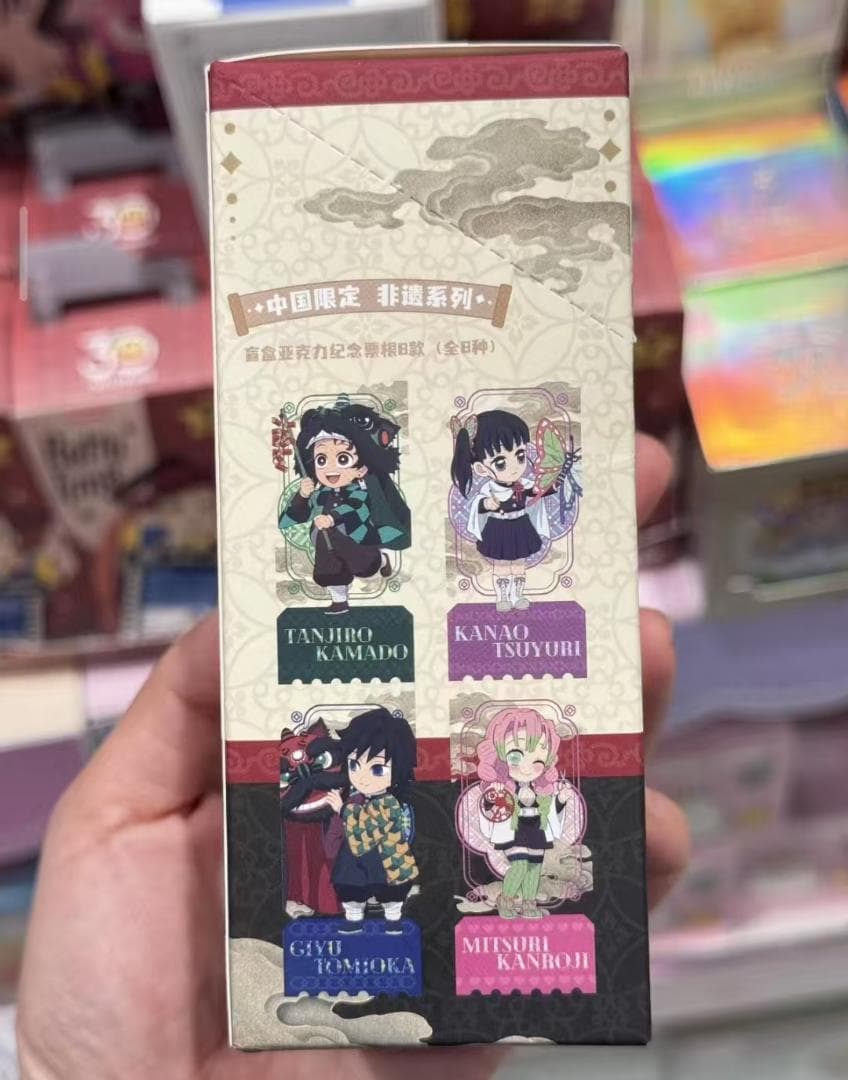 中国限定 非遗系列
盲盒亚克力纪念票根B款（全8种）
TANJIRO
KAMADO
KANAO
TSUYURI
GIYU
TOMIOKA
MITSURI
KANROJI